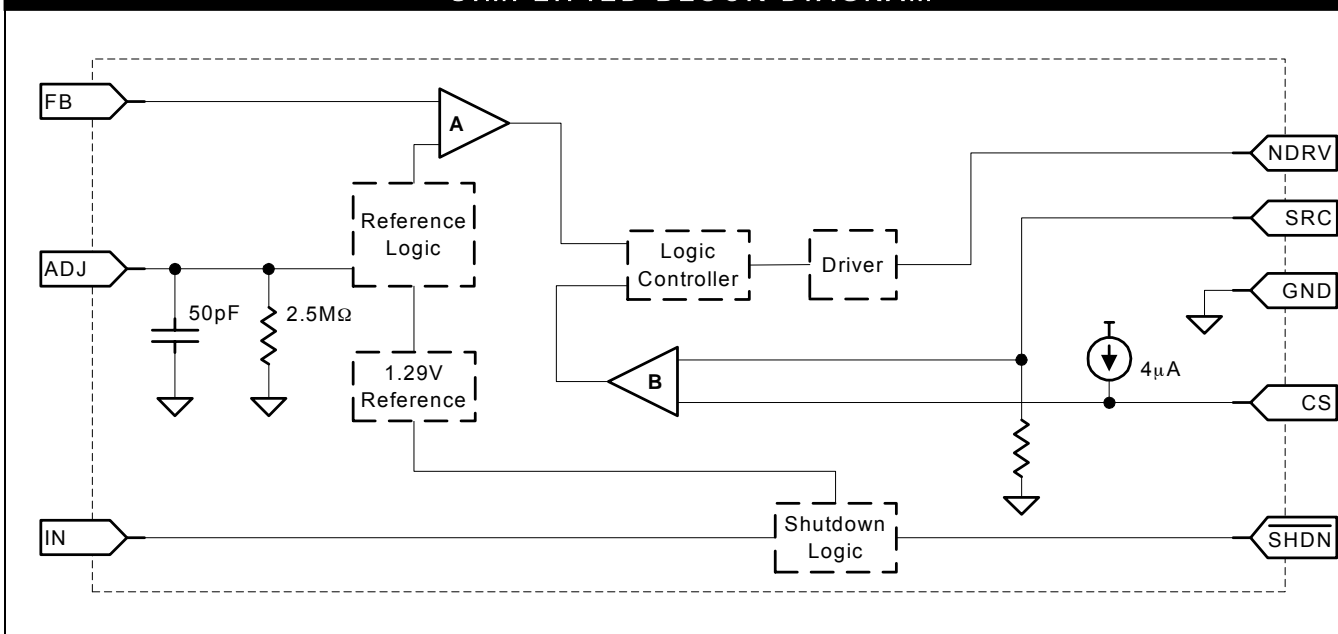 SIMPLIFIED BLOCK DIAGRAM
FB
A
NDRV
Reference
Logic
SRC
ADJ
Logic
Controller
Driver
GND
50pF
2.5MΩ
1.29V
Reference
B
4µA
CS
IN
Shutdown
Logic
SHDN